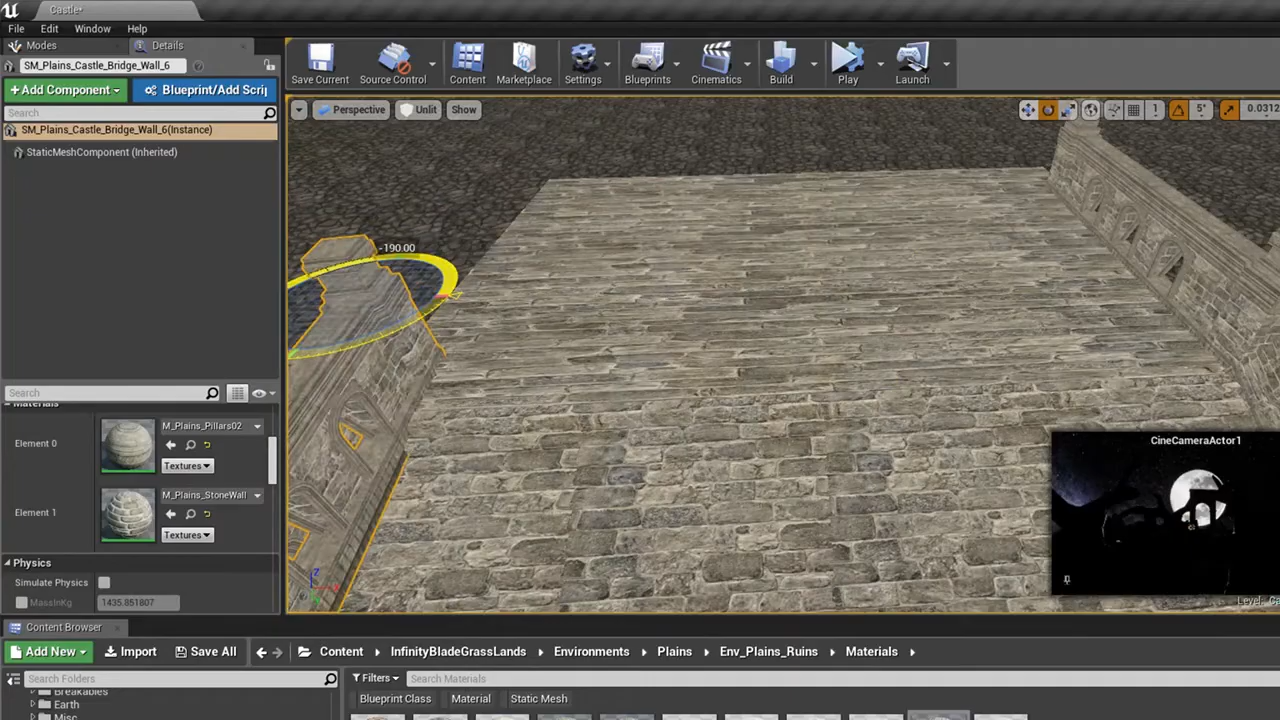 Castle*
File Edit Window Help
Modes Details
SM_Plains_Castle_Bridge_Wall_6
+Add Component Blueprint/Add Scrip
Search
SM_Plains_Castle_Bridge_Wall_6(Instance)
StaticMeshComponent (Inherited)
Save Current Source Control Content Marketplace Settings Blueprints Cinematics Build Play Launch
Perspective Unlit Show
1 5° 0.0312
-190.00
Search
Materials
Element 0 M_Plains_Pillars02
Textures
Element 1 M_Plains_StoneWall
Textures
Physics
Simulate Physics
MassInKg 1435.851807
CineCameraActor1
Level:
Content Browser
Add New Import Save All Content InfinityBladeGrassLands Environments Plains Env_Plains_Ruins Materials
Search Folders Filters Search Materials
Breakables
Earth
Misc
Blueprint Class Material Static Mesh